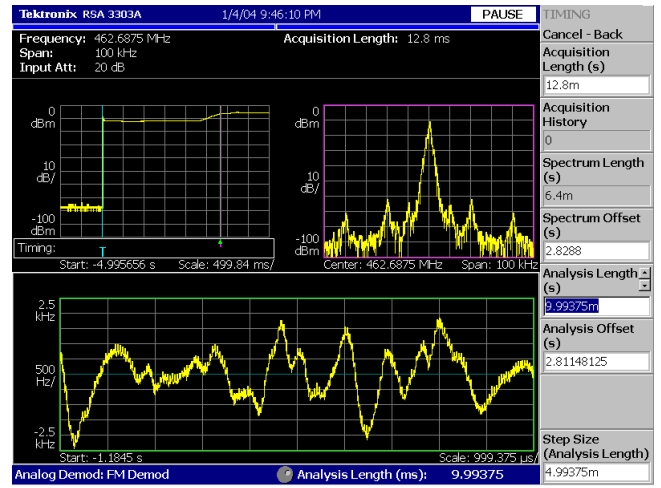 Tektronix RSA 3303A
1/4/04 9:46:10 PM
PAUSE
TIMING
Frequency: 462.6875 MHz
Acquisition Length: 12.8 ms
Span: 100 kHz
Input Att: 20 dB
Cancel - Back
Acquisition
Length (s)
12.8m
Acquisition
History
0
Spectrum Length
(s)
6.4m
Spectrum Offset
(s)
2.8288
Analysis Length
(s)
9.99375m
Analysis Offset
(s)
2.81148125
Step Size
(Analysis Length)
4.99375m
0
dBm
10
dB/
-100
dBm
Timing:
T
Start: -4.995656 s
Scale: 499.84 ms/
0
dBm
10
dB/
-100
dBm
Center: 462.6875 MHz
Span: 100 kHz
2.5
kHz
500
Hz/
-2.5
kHz
Start: -1.1845 s
Scale: 999.375 µs/
Analog Demod: FM Demod
Analysis Length (ms): 9.99375